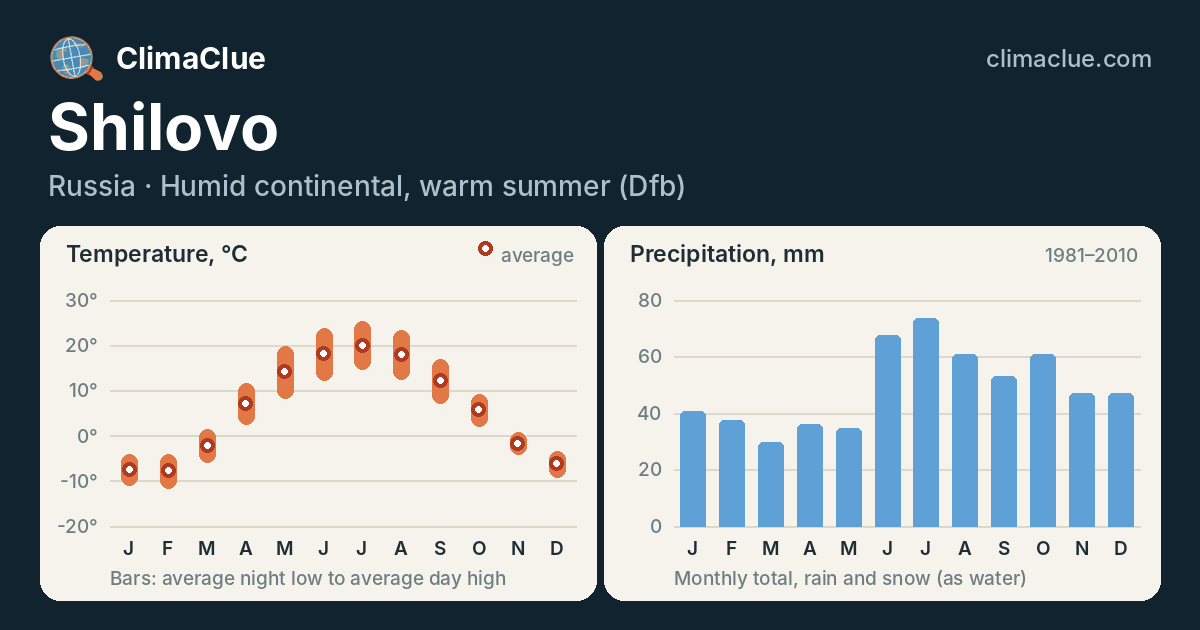 ClimaClue
climaclue.com
Shilovo
Russia · Humid continental, warm summer (Dfb)
Temperature, °C
average
30°
20°
10°
0°
-10°
-20°
J F M A M J J A S O N D
Bars: average night low to average day high
Precipitation, mm
1981–2010
80
60
40
20
0
J F M A M J J A S O N D
Monthly total, rain and snow (as water)